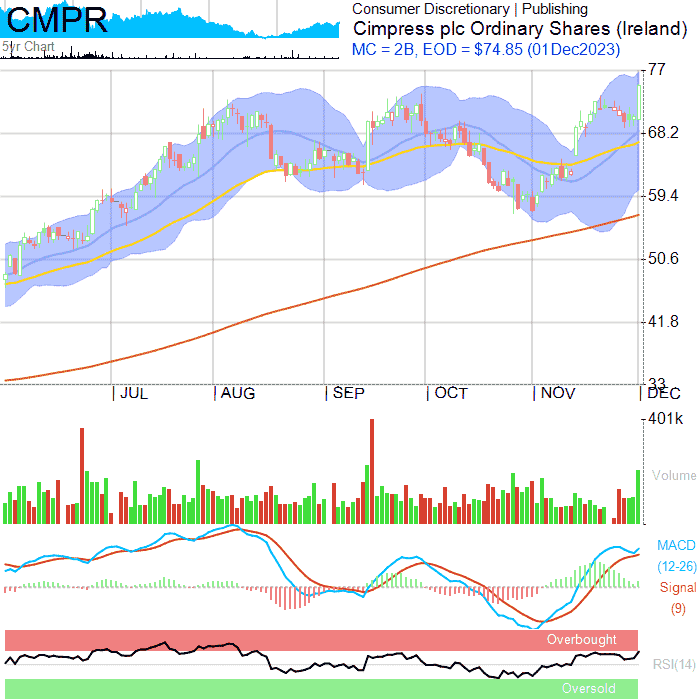 CMPR
5yr Chart
Consumer Discretionary | Publishing
Cimpress plc Ordinary Shares (Ireland)
MC = 2B, EOD = $74.85 (01Dec2023)
77
68.2
59.4
50.6
41.8
33
JUL
AUG
SEP
OCT
NOV
DEC
401k
Volume
MACD
(12-26)
Signal
(9)
Overbought
RSI(14)
Oversold